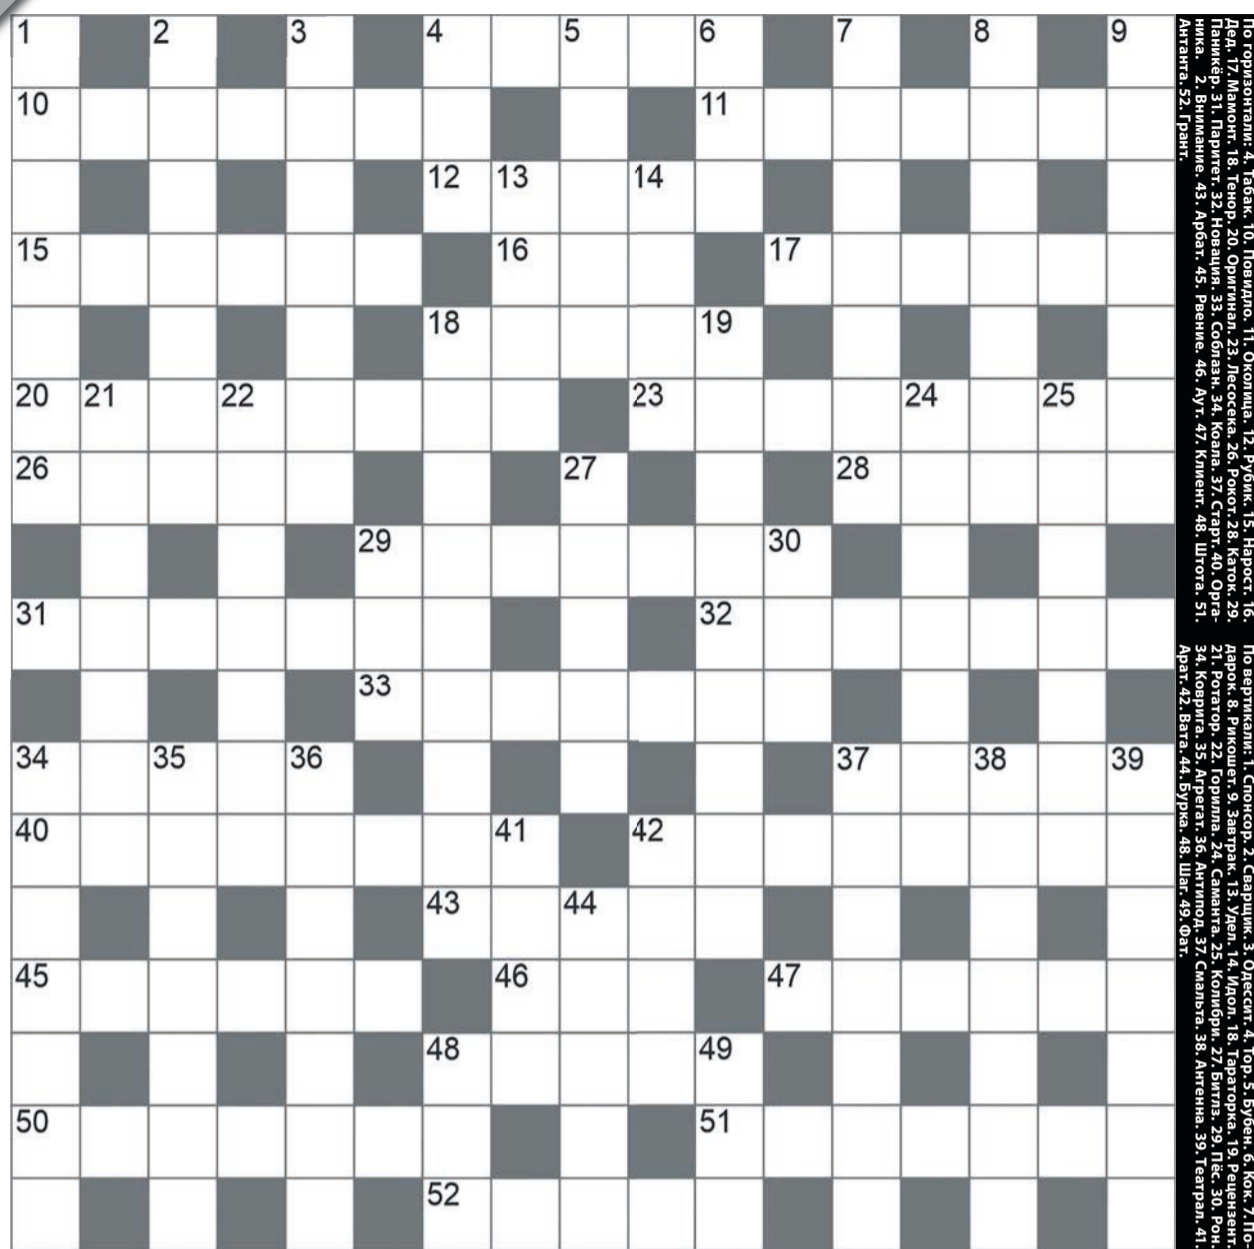 1 2 3 4 5 6 7 8 9
10 11
12 13 14
15 16 17
18 19
20 21 22 23 24 25
26 27 28
29 30
31 32
33
34 35 36 37 38 39
40 41 42
43 44
45 46 47
48 49
50 51
52
По горизонтали: 4. Табак. 10. Повидло. 11. Околица. 12. Рубик. 15. Нарост. 16.
Дед. 17. Мамонт. 18. Тенор. 20. Оригинал. 23. Лесосека. 26. Рокот. 28. Каток. 29.
Паникёр. 31. Паритет. 32. Новация. 33. Соблазн. 34. Коала. 37. Старт. 40. Орга-
ника. 2. Внимание. 43. Арбат. 45. Рвение. 46. Аут. 47. Клиент. 48. Штота. 51.
Антанта. 52. Грант.
По вертикали: 1. Спонсор. 2. Сварщик. 3. Одессит. 4. Тор. 5. Бубен. 6. Кок. 7. По-
дарок. 8. Рикошет. 9. Завтрак. 13. Удел. 14. Идол. 18. Тараторка. 19. Рецензент.
21. Ротатор. 22. Горилла. 24. Саманта. 25. Колибри. 27. Битлз. 29. Пёс. 30. Рон.
34. Коврига. 35. Агрегат. 36. Антипод. 37. Смальта. 38. Антенна. 39. Театрал. 41.
Арат. 42. Вата. 44. Бурка. 48. Шаг. 49. Фат.